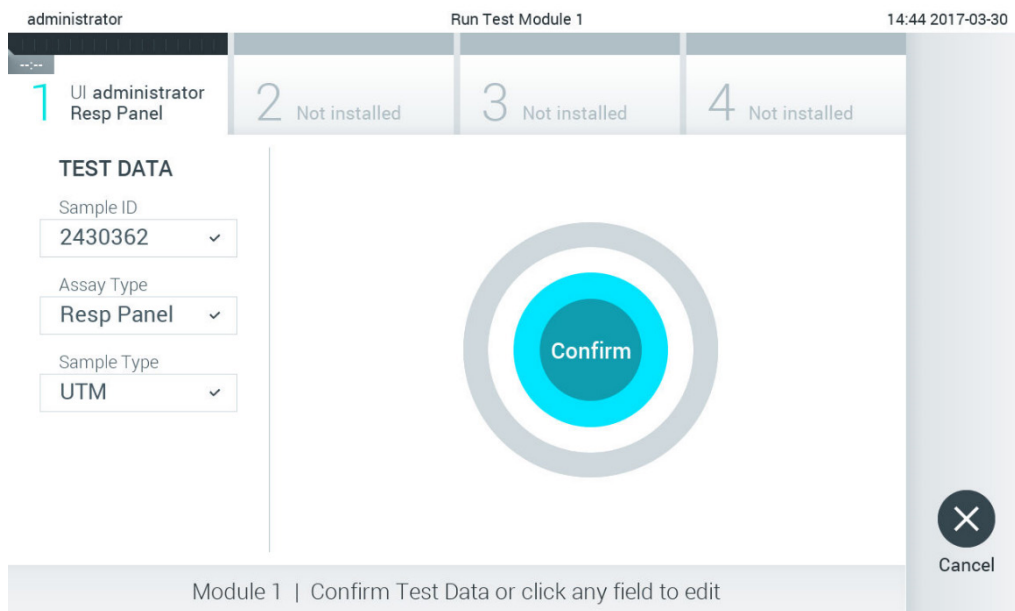 administrator Run Test Module 1 14:44 2017-03-30
--:--
1 UI administrator
Resp Panel
2 Not installed
3 Not installed
4 Not installed
TEST DATA
Sample ID
2430362
Assay Type
Resp Panel
Sample Type
UTM
Confirm
Cancel
Module 1 | Confirm Test Data or click any field to edit